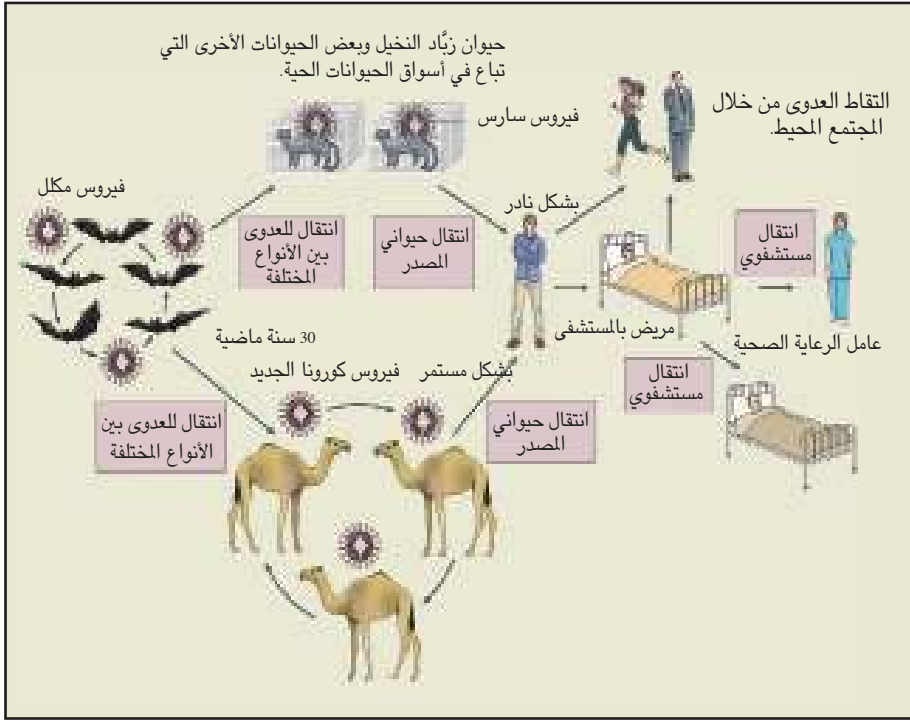 حيوان زبَّاد النخيل وبعض الحيوانات الأخرى التي
تباع في أسواق الحيوانات الحية.
التقاط العدوى من خلال
المجتمع المحيط.
فيروس سارس
فيروس مكلل
بشكل نادر
انتقال للعدوى
بين الأنواع
المختلفة
انتقال حيواني
المصدر
انتقال
مستشفوي
مريض بالمستشفى
عامل الرعاية الصحية
30 سنة ماضية
بشكل مستمر
فيروس كورونا الجديد
انتقال
مستشفوي
انتقال للعدوى بين
الأنواع المختلفة
انتقال حيواني
المصدر